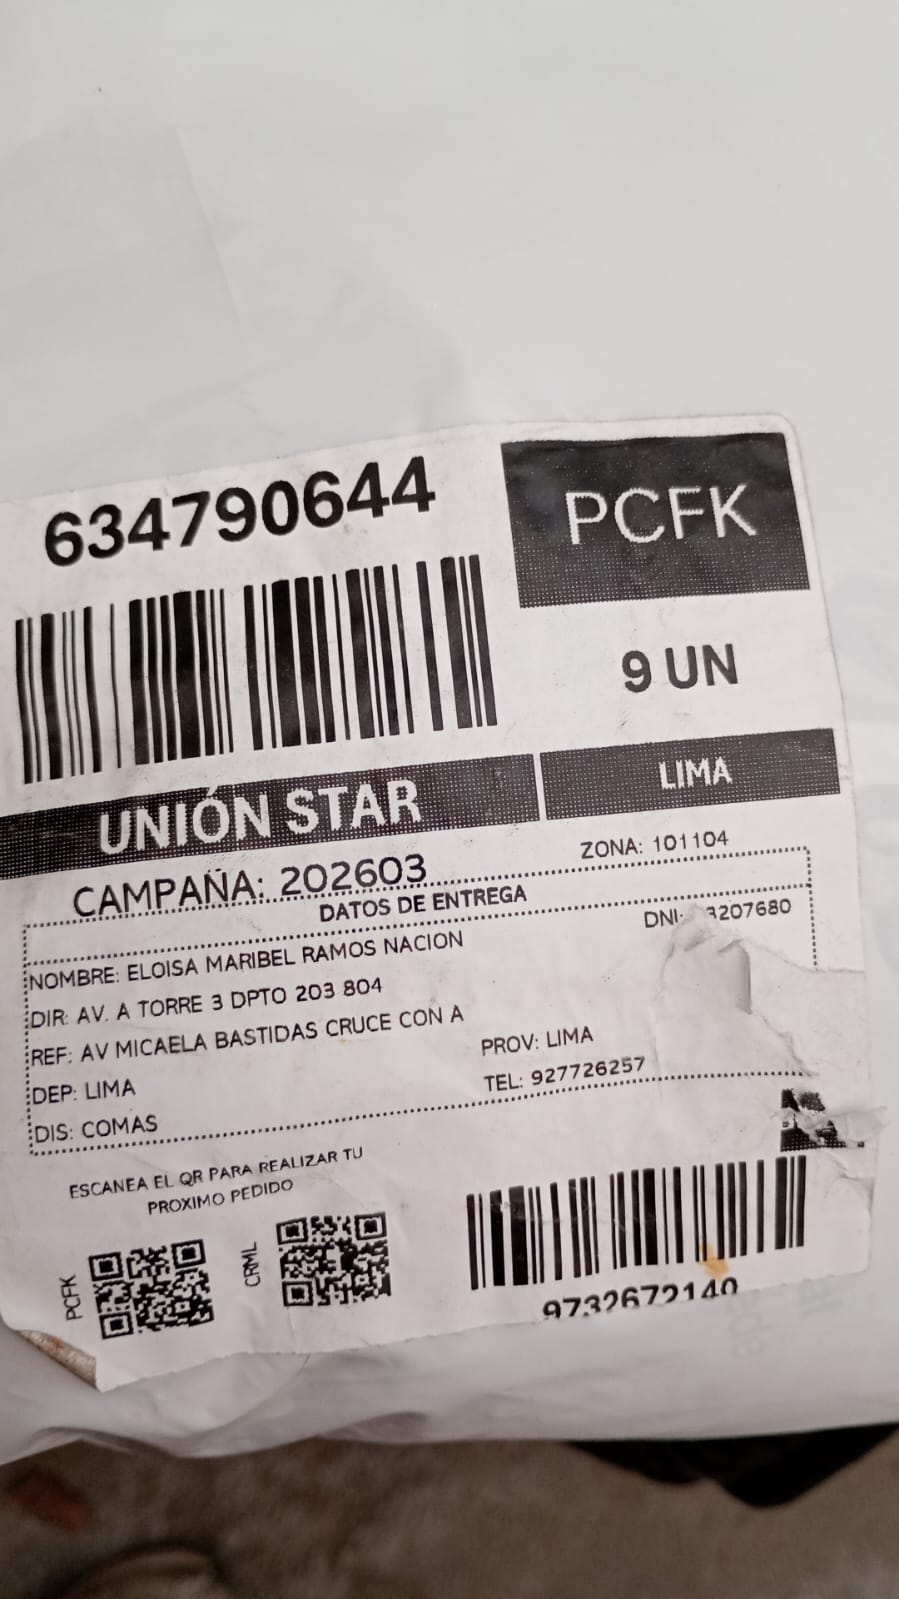 634790644
PCFK
9 UN
UNIÓN STAR
LIMA
CAMPAÑA: 202603
ZONA: 101104
DATOS DE ENTREGA
DNI: 3207680
NOMBRE: ELOISA MARIBEL RAMOS NACION
DIR: AV. A TORRE 3 DPTO 203 804
REF: AV MICAELA BASTIDAS CRUCE CON A
DEP: LIMA
PROV: LIMA
DIS: COMAS
TEL: 927726257
ESCANEA EL QR PARA REALIZAR TU
PROXIMO PEDIDO
PCFK
CRML
9732672140